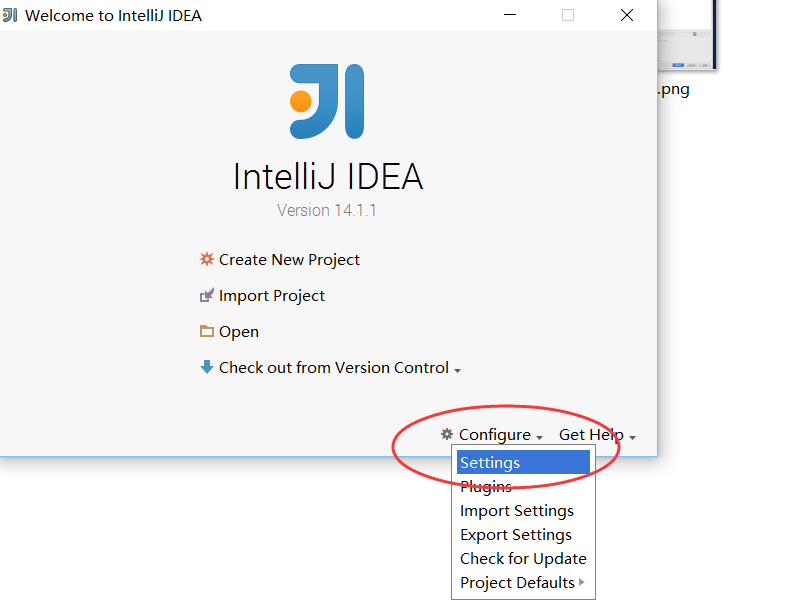 Welcome to IntelliJ IDEA
.png
IntelliJ IDEA
Version 14.1.1
Create New Project
Import Project
Open
Check out from Version Control
Configure Get Help
Settings
Plugins
Import Settings
Export Settings
Check for Update
Project Defaults